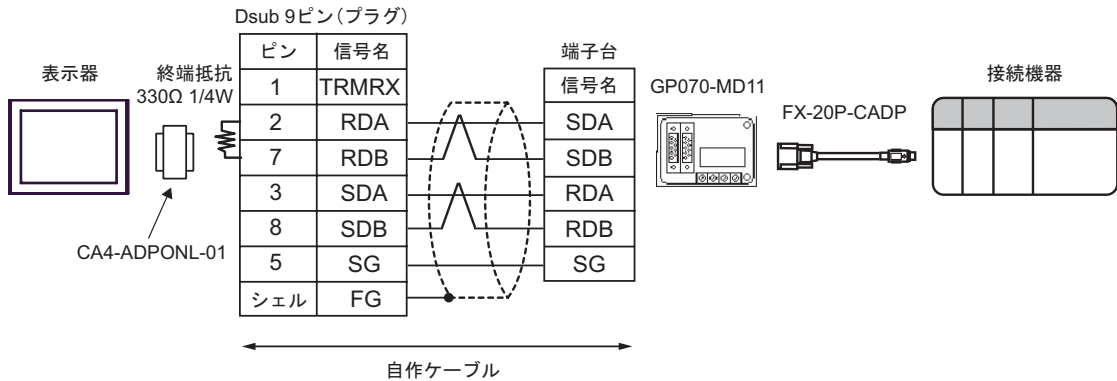 Dsub 9ピン(プラグ)
表示器
終端抵抗
330Ω 1/4W
CA4-ADPONL-01
ピン 信号名
1 TRMRX
2 RDA
7 RDB
3 SDA
8 SDB
5 SG
シェル FG
端子台
信号名
SDA
SDB
RDA
RDB
SG
GP070-MD11
FX-20P-CADP
接続機器
自作ケーブル